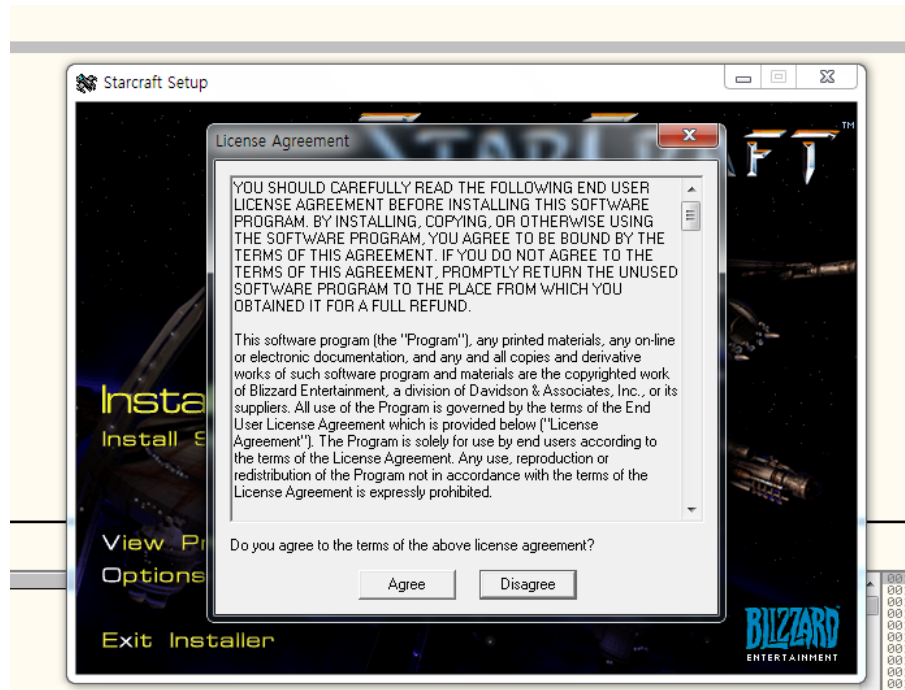 Starcraft Setup
STARCRAFT
TM
License Agreement
YOU SHOULD CAREFULLY READ THE FOLLOWING END USER
LICENSE AGREEMENT BEFORE INSTALLING THIS SOFTWARE
PROGRAM. BY INSTALLING, COPYING, OR OTHERWISE USING
THE SOFTWARE PROGRAM, YOU AGREE TO BE BOUND BY THE
TERMS OF THIS AGREEMENT. IF YOU DO NOT AGREE TO THE
TERMS OF THIS AGREEMENT, PROMPTLY RETURN THE UNUSED
SOFTWARE PROGRAM TO THE PLACE FROM WHICH YOU
OBTAINED IT FOR A FULL REFUND.
This software program (the "Program"), any printed materials, any on-line
or electronic documentation, and any and all copies and derivative
works of such software program and materials are the copyrighted work
of Blizzard Entertainment, a division of Davidson & Associates, Inc., or its
suppliers. All use of the Program is governed by the terms of the End
User License Agreement which is provided below ("License
Agreement"). The Program is solely for use by end users according to
the terms of the License Agreement. Any use, reproduction or
redistribution of the Program not in accordance with the terms of the
License Agreement is expressly prohibited.
Do you agree to the terms of the above license agreement?
Agree
Disagree
Insta
Install S
View Pr
Options
Exit Installer
BLIZZARD
ENTERTAINMENT